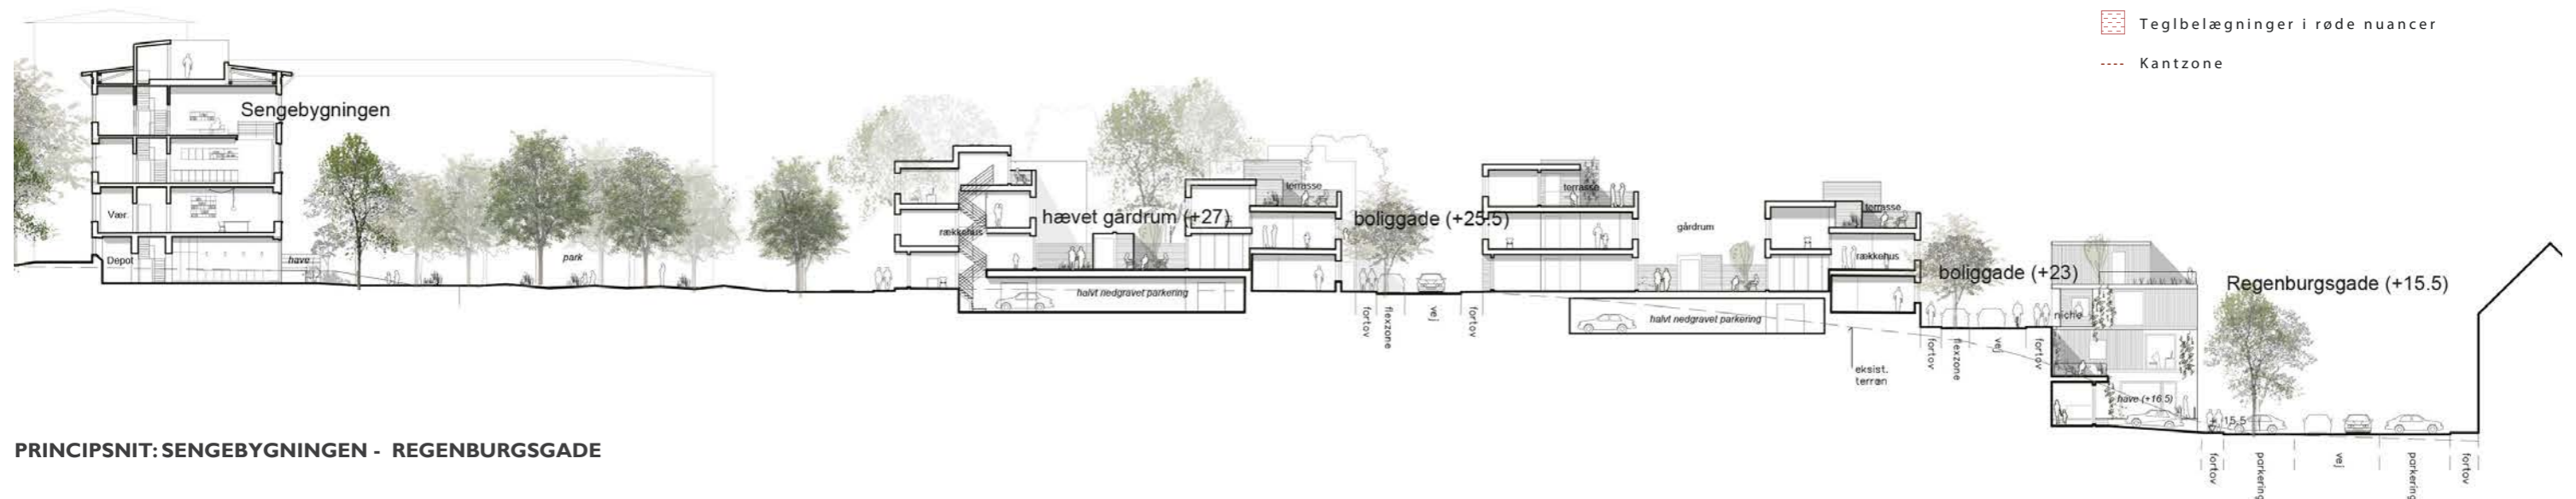 Teglbelægninger i røde nuancer
Kantzone
Sengebygningen
Vær.
Depot
have
park
rækkehus
hævet gårdrum (+27)
halvt nedgravet parkering
terrasse
boliggade (+25.5)
fortov
flexzone
vej
fortov
terrasse
gårdrum
halvt nedgravet parkering
terrasse
rækkehus
eksist.
terræn
boliggade (+23)
fortov
flexzone
vej
fortov
niche
have (+16.5)
15.5
Regenburgsgade (+15.5)
fortov
parkering
vej
parkering
fortov
PRINCIPSNIT: SENGEBYGNINGEN - REGENBURGSGADE